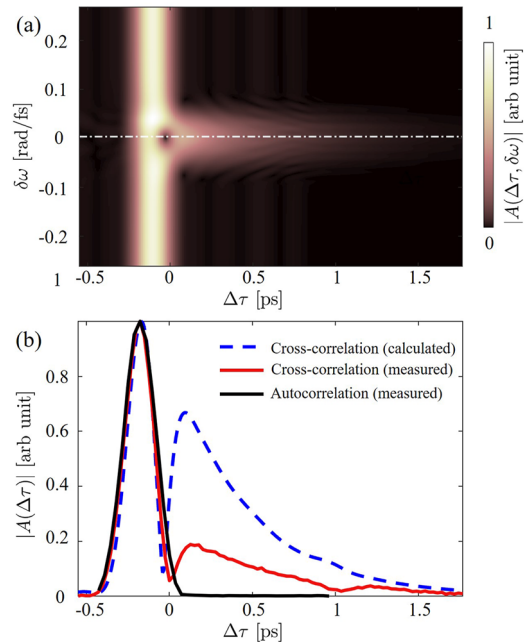 (a)
0.2
0.1
0
-0.1
-0.2
δω [rad/fs]
1
0
|A(Δτ, δω)| [arb unit]
1
-0.5 0 0.5 1 1.5
Δτ [ps]
(b)
Cross-correlation (calculated)
Cross-correlation (measured)
Autocorrelation (measured)
0.8
0.6
0.4
0.2
0
|A(Δτ)| [arb unit]
-0.5 0 0.5 1 1.5
Δτ [ps]